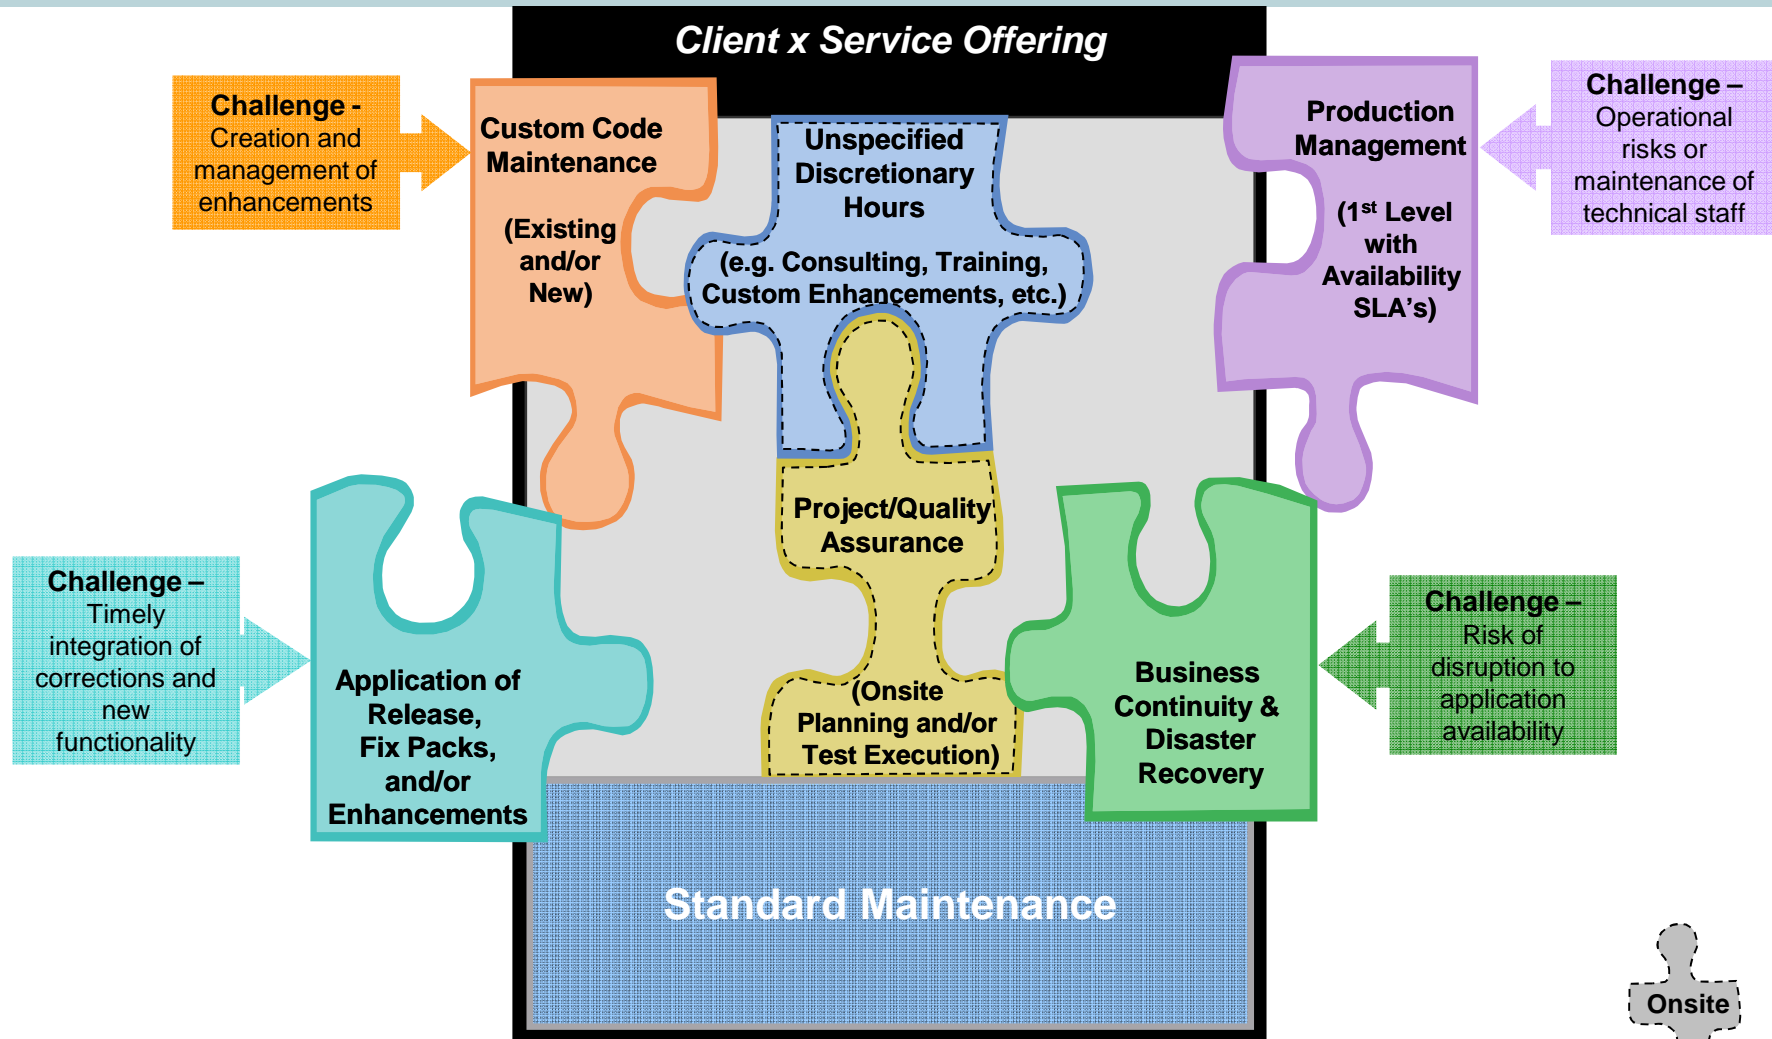 Client x Service Offering
Challenge -
Creation and
management of
enhancements
Custom Code
Maintenance
(Existing
and/or
New)
Unspecified
Discretionary
Hours
(e.g. Consulting, Training,
Custom Enhancements, etc.)
Production
Management
(1st Level
with
Availability
SLA's)
Challenge –
Operational
risks or
maintenance of
technical staff
Challenge –
Timely
integration of
corrections and
new
functionality
Application of
Release,
Fix Packs,
and/or
Enhancements
Project/Quality
Assurance
(Onsite
Planning and/or
Test Execution)
Business
Continuity &
Disaster
Recovery
Challenge –
Risk of
disruption to
application
availability
Standard Maintenance
Onsite